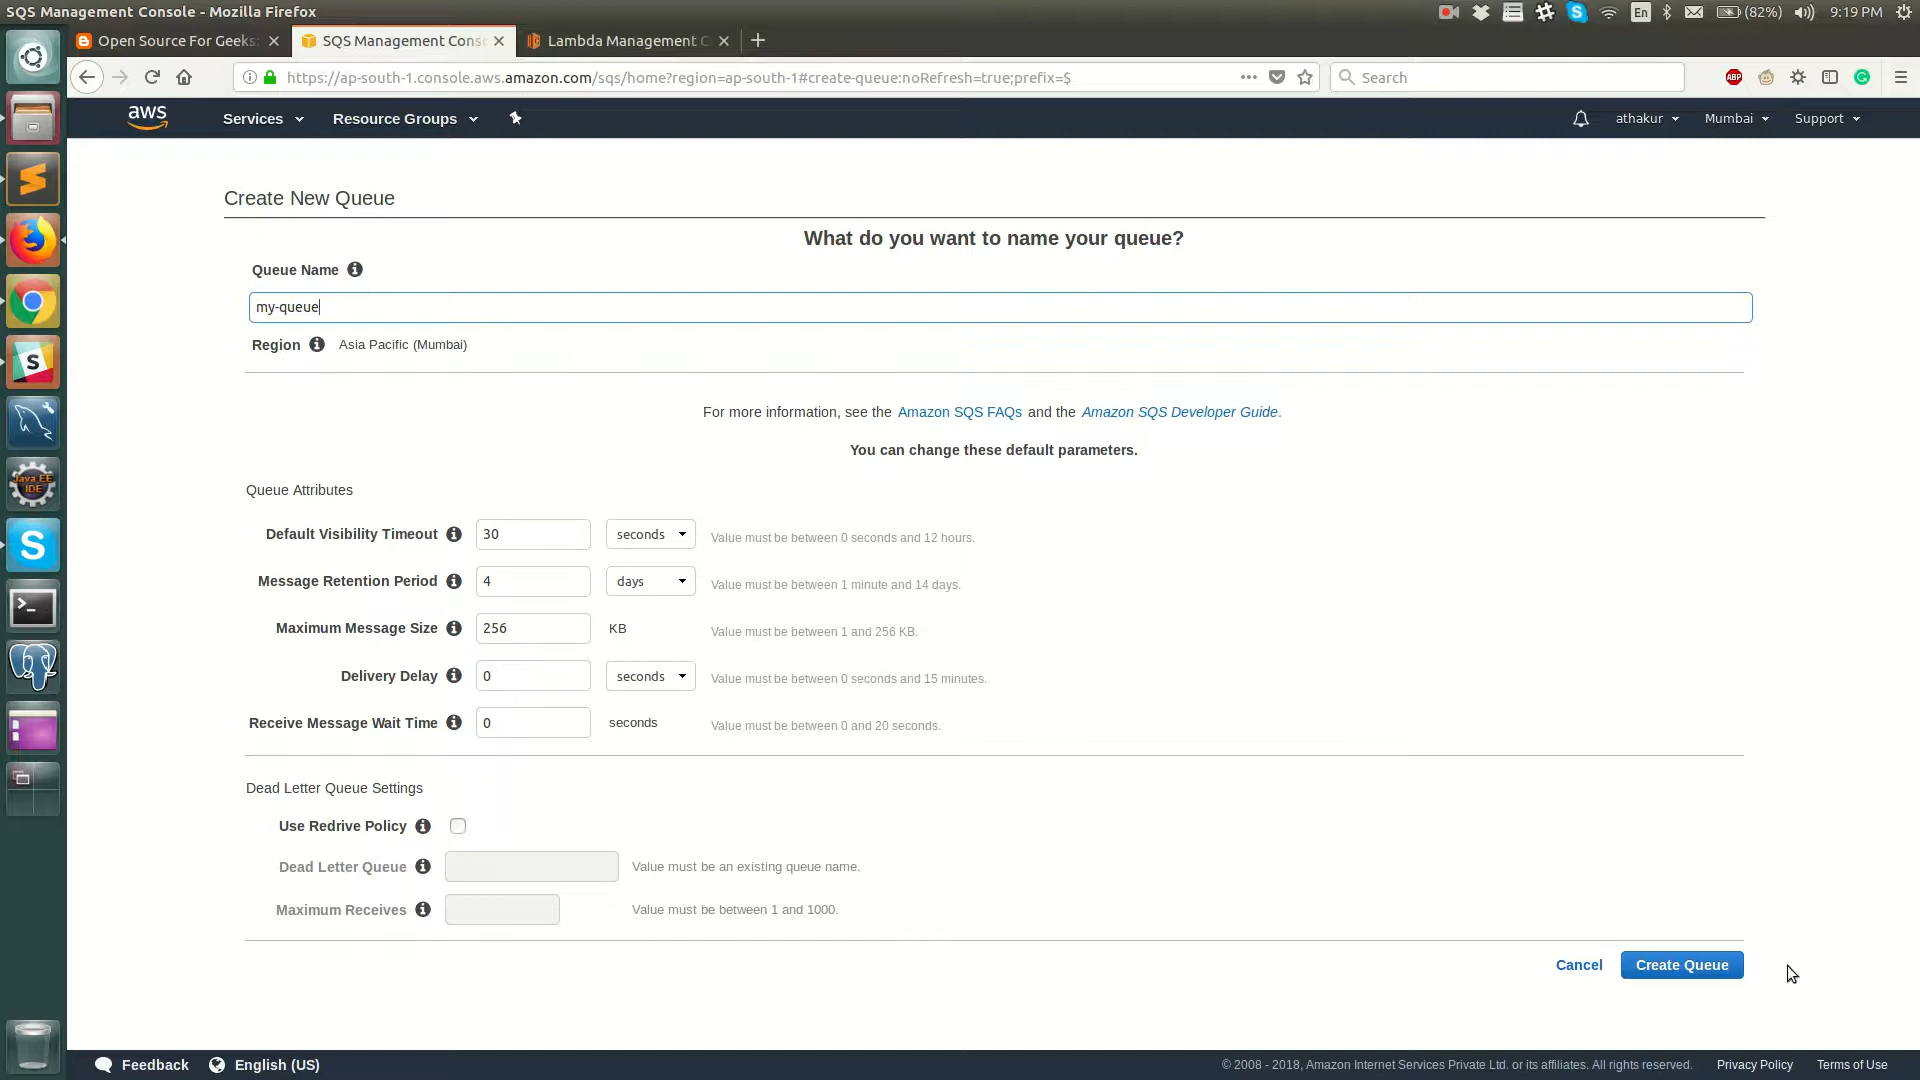 SQS Management Console - Mozilla Firefox
En
(82%)
9:19 PM
Open Source For Geeks:
SQS Management Cons
Lambda Management C
https://ap-south-1.console.aws.amazon.com/sqs/home?region=ap-south-1#create-queue:noRefresh=true;prefix=$
Search
ABP
aws
Services
Resource Groups
athakur
Mumbai
Support
Create New Queue
What do you want to name your queue?
Queue Name
my-queue
Region
Asia Pacific (Mumbai)
For more information, see the Amazon SQS FAQs and the Amazon SQS Developer Guide.
You can change these default parameters.
Queue Attributes
Default Visibility Timeout 30 seconds Value must be between 0 seconds and 12 hours.
Message Retention Period 4 days Value must be between 1 minute and 14 days.
Maximum Message Size 256 KB Value must be between 1 and 256 KB.
Delivery Delay 0 seconds Value must be between 0 seconds and 15 minutes.
Receive Message Wait Time 0 seconds Value must be between 0 and 20 seconds.
Dead Letter Queue Settings
Use Redrive Policy
Dead Letter Queue Value must be an existing queue name.
Maximum Receives Value must be between 1 and 1000.
Cancel
Create Queue
Java EE
IDE
Feedback
English (US)
© 2008 - 2018, Amazon Internet Services Private Ltd. or its affiliates. All rights reserved.
Privacy Policy
Terms of Use